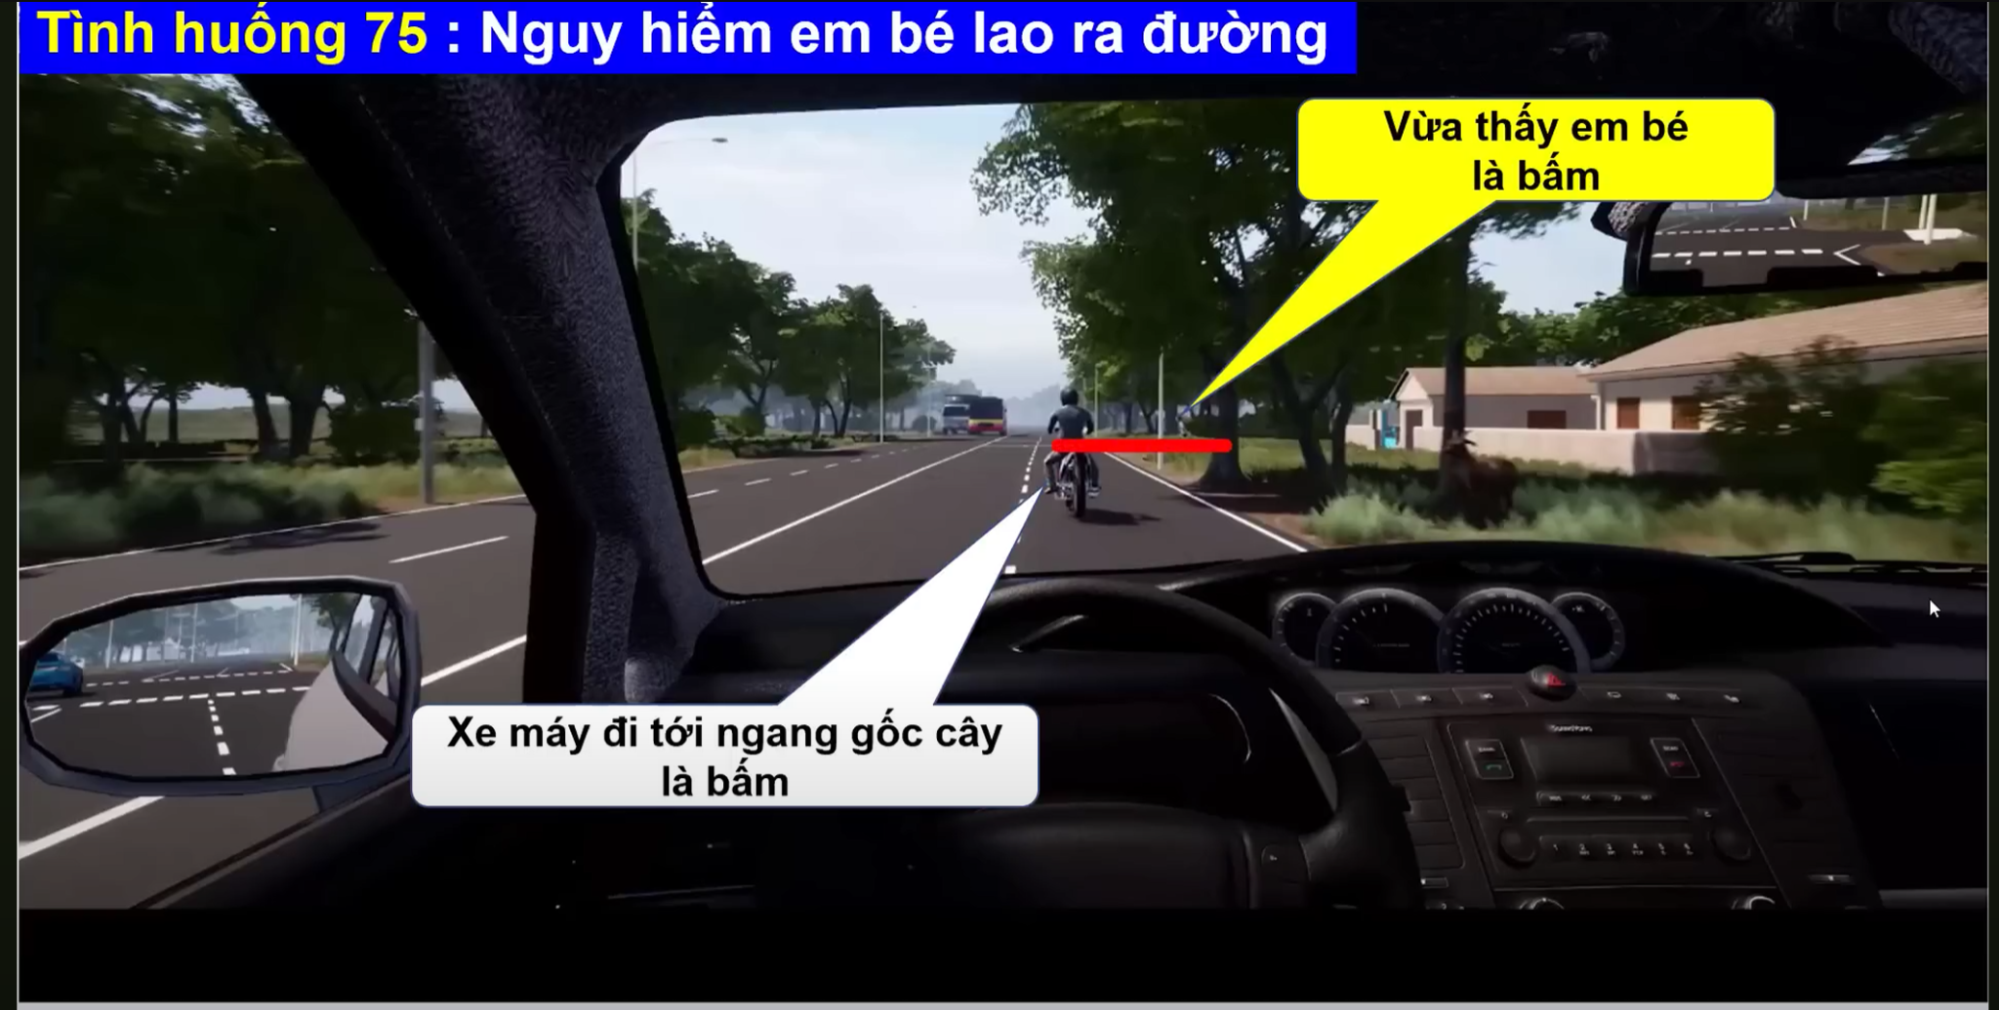 Tình huống 75 : Nguy hiểm em bé lao ra đường
Vừa thấy em bé
là bấm
Xe máy đi tới ngang gốc cây
là bấm